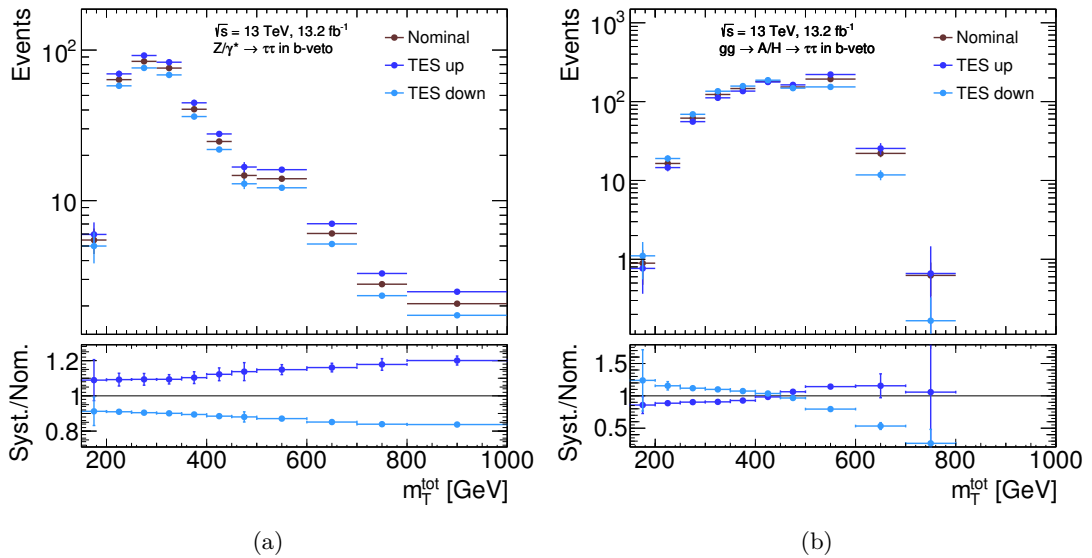 Events
10²
10
√s = 13 TeV, 13.2 fb⁻¹
Z/γ* → ττ in b-veto
Nominal
TES up
TES down
Syst./Nom.
1.2
1
0.8
200 400 600 800 1000
m_T^tot [GeV]
(a)
Events
10³
10²
10
1
√s = 13 TeV, 13.2 fb⁻¹
gg → A/H → ττ in b-veto
Nominal
TES up
TES down
Syst./Nom.
1.5
1
0.5
200 400 600 800 1000
m_T^tot [GeV]
(b)